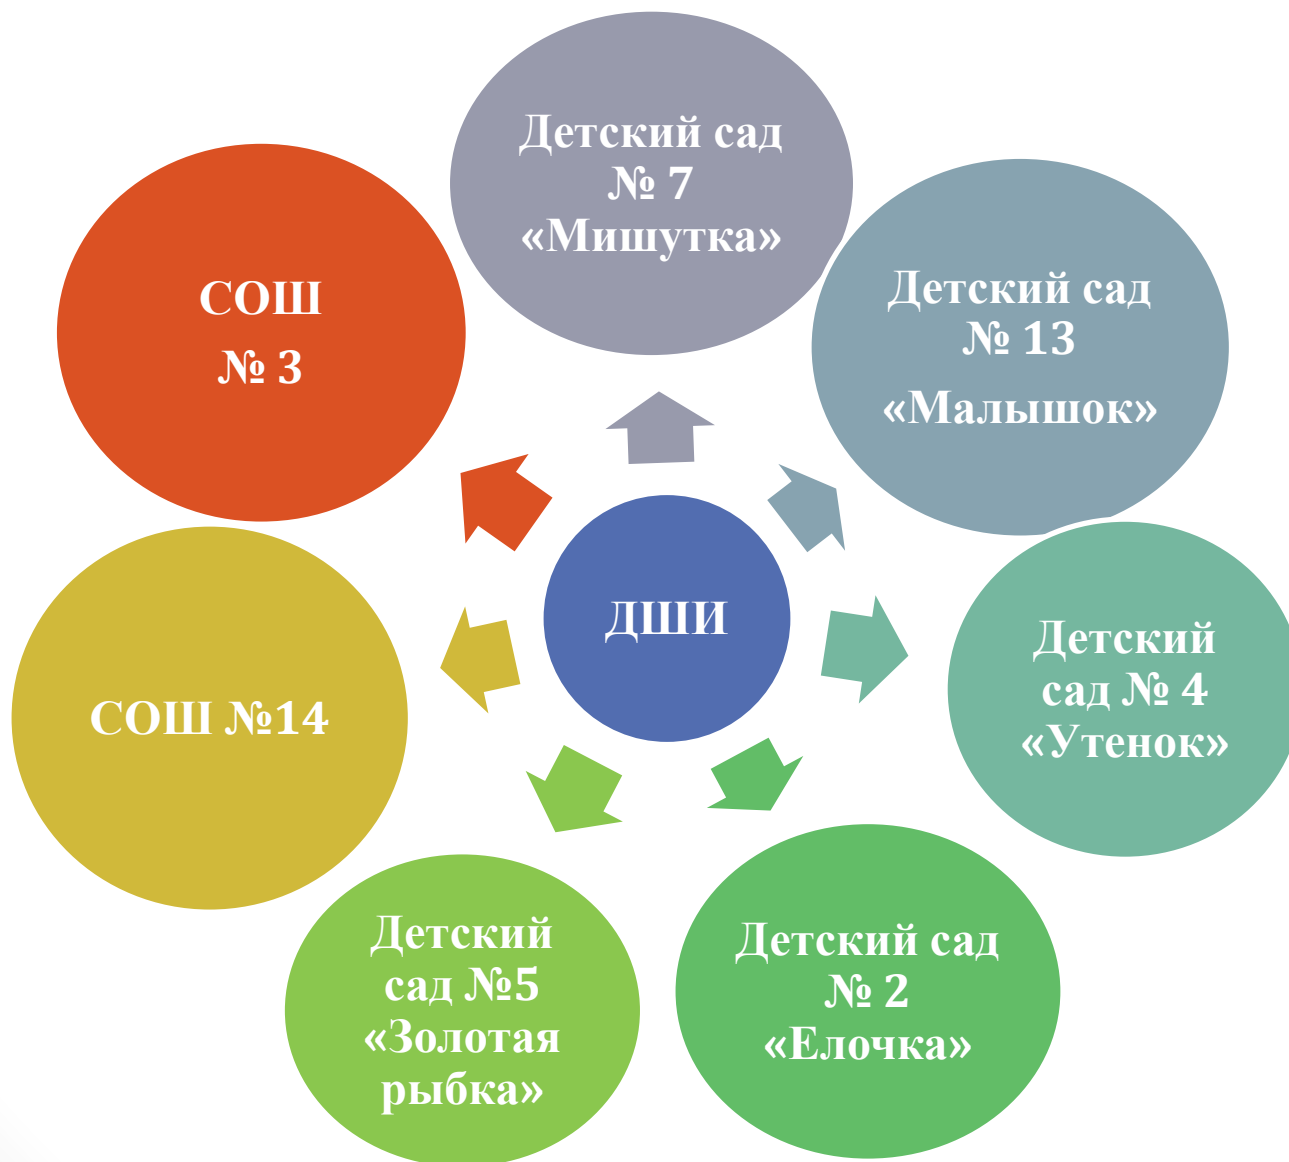 Детский сад
№ 7
«Мишутка»
Детский сад
№ 13
«Малышок»
СОШ
№ 3
ДШИ
Детский
сад № 4
«Утенок»
СОШ №14
Детский
сад №5
«Золотая
рыбка»
Детский сад
№ 2
«Елочка»